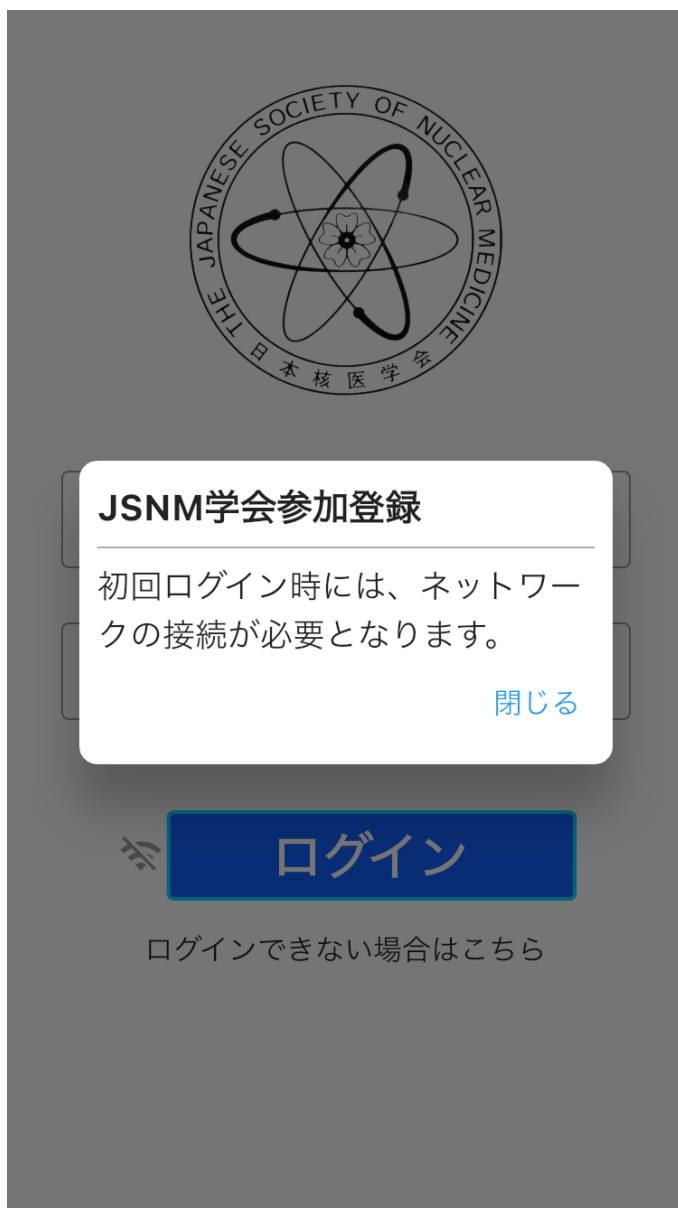 THE JAPANESE SOCIETY OF NUCLEAR MEDICINE
日本核医学会
JSNM学会参加登録
初回ログイン時には、ネットワー
クの接続が必要となります。
閉じる
ログイン
ログインできない場合はこちら